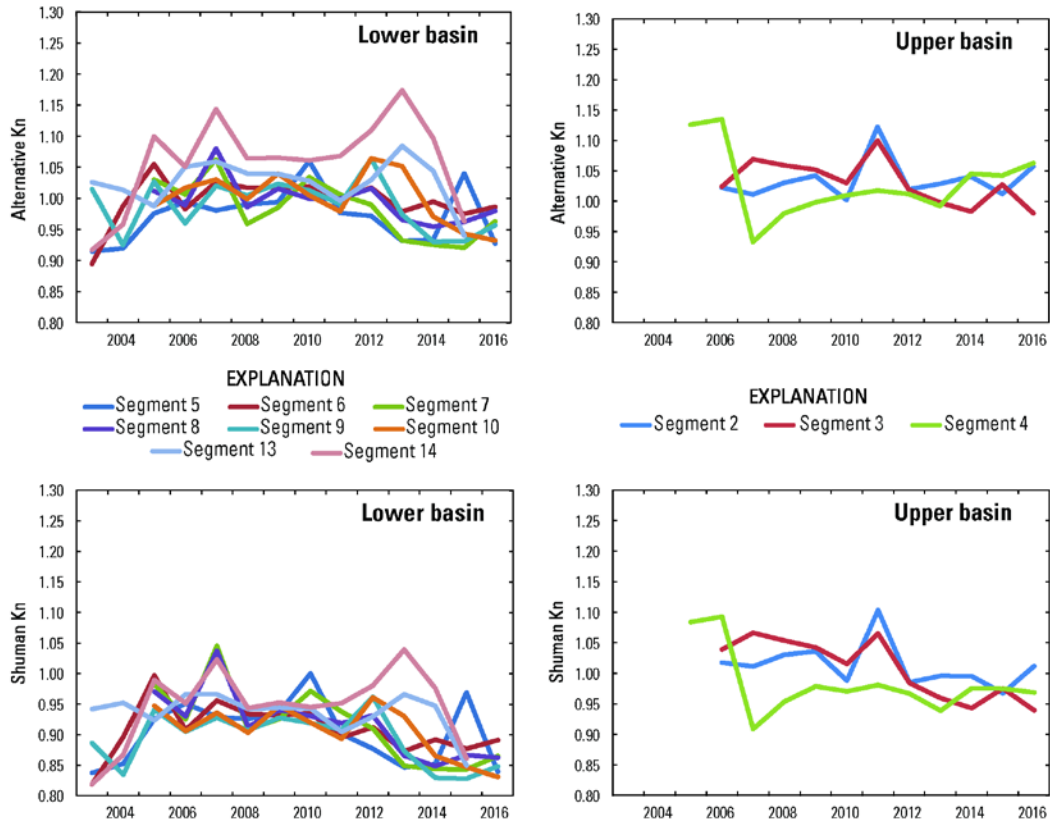 Lower basin
Alternative Kn
1.30
1.25
1.20
1.15
1.10
1.05
1.00
0.95
0.90
0.85
0.80
2004 2006 2008 2010 2012 2014 2016
Upper basin
Alternative Kn
1.30
1.25
1.20
1.15
1.10
1.05
1.00
0.95
0.90
0.85
0.80
2004 2006 2008 2010 2012 2014 2016
EXPLANATION
Segment 5 Segment 6 Segment 7
Segment 8 Segment 9 Segment 10
Segment 13 Segment 14
EXPLANATION
Segment 2 Segment 3 Segment 4
Lower basin
Shuman Kn
1.30
1.25
1.20
1.15
1.10
1.05
1.00
0.95
0.90
0.85
0.80
2004 2006 2008 2010 2012 2014 2016
Upper basin
Shuman Kn
1.30
1.25
1.20
1.15
1.10
1.05
1.00
0.95
0.90
0.85
0.80
2004 2006 2008 2010 2012 2014 2016